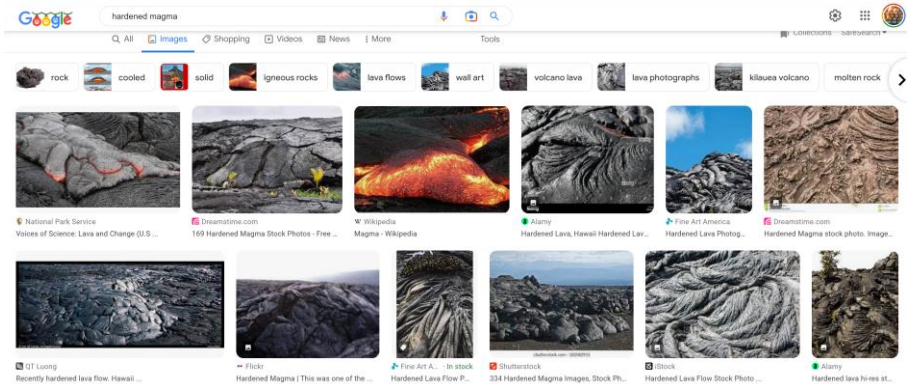 Google
hardened magma
All Images Shopping Videos News More Tools Collections SafeSearch
rock cooled solid igneous rocks lava flows wall art volcano lava lava photographs kilauea volcano molten rock
National Park Service
Voices of Science: Lava and Change (U.S ...
Dreamstime.com
169 Hardened Magma Stock Photos - Free ...
Wikipedia
Magma - Wikipedia
Alamy
Hardened Lava, Hawaii Hardened Lav...
Fine Art America
Hardened Lava Photog...
Dreamstime.com
Hardened Magma stock photo. Image...
QT Luong
Recently hardened lava flow. Hawaii ...
Flickr
Hardened Magma | This was one of the ...
Fine Art A... · In stock
Hardened Lava Flow P...
Shutterstock
334 Hardened Magma Images, Stock Ph...
iStock
Hardened Lava Flow Stock Photo ...
Alamy
Hardened lava hi-res st...